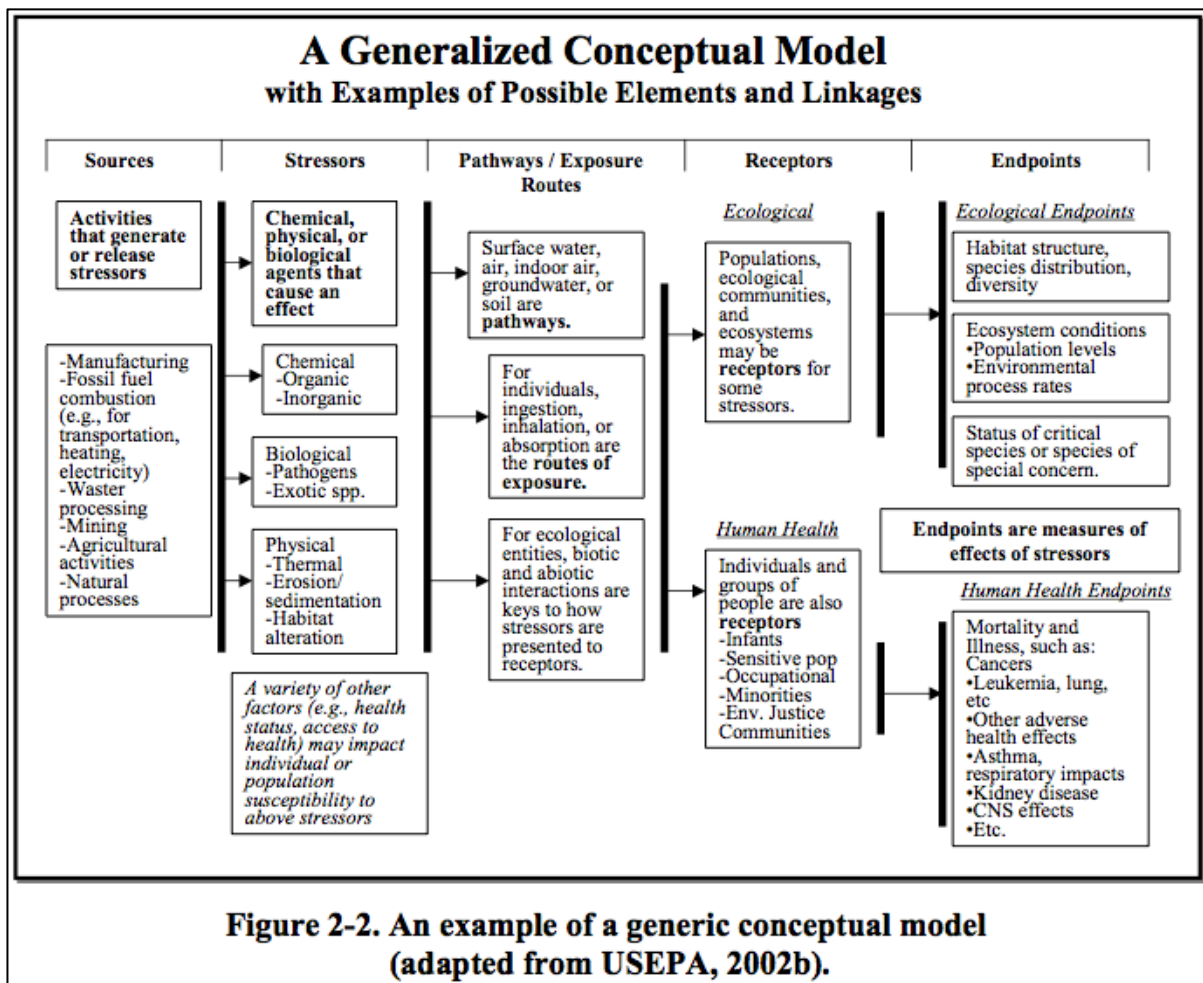 A Generalized Conceptual Model
with Examples of Possible Elements and Linkages
Sources
Stressors
Pathways / Exposure
Routes
Receptors
Endpoints
Activities
that generate
or release
stressors
-Manufacturing
-Fossil fuel
combustion
(e.g., for
transportation,
heating,
electricity)
-Waster
processing
-Mining
-Agricultural
activities
-Natural
processes
Chemical,
physical, or
biological
agents that
cause an
effect
Chemical
-Organic
-Inorganic
Biological
-Pathogens
-Exotic spp.
Physical
-Thermal
-Erosion/
sedimentation
-Habitat
alteration
A variety of other
factors (e.g., health
status, access to
health) may impact
individual or
population
susceptibility to
above stressors
Surface water,
air, indoor air,
groundwater, or
soil are
pathways.
For
individuals,
ingestion,
inhalation, or
absorption are
the routes of
exposure.
For ecological
entities, biotic
and abiotic
interactions are
keys to how
stressors are
presented to
receptors.
Ecological
Populations,
ecological
communities,
and
ecosystems
may be
receptors for
some
stressors.
Human Health
Individuals and
groups of
people are also
receptors
-Infants
-Sensitive pop
-Occupational
-Minorities
-Env. Justice
Communities
Ecological Endpoints
Habitat structure,
species distribution,
diversity
Ecosystem conditions
•Population levels
•Environmental
process rates
Status of critical
species or species of
special concern.
Endpoints are measures of
effects of stressors
Human Health Endpoints
Mortality and
Illness, such as:
Cancers
•Leukemia, lung,
etc
•Other adverse
health effects
•Asthma,
respiratory impacts
•Kidney disease
•CNS effects
•Etc.
Figure 2-2. An example of a generic conceptual model
(adapted from USEPA, 2002b).